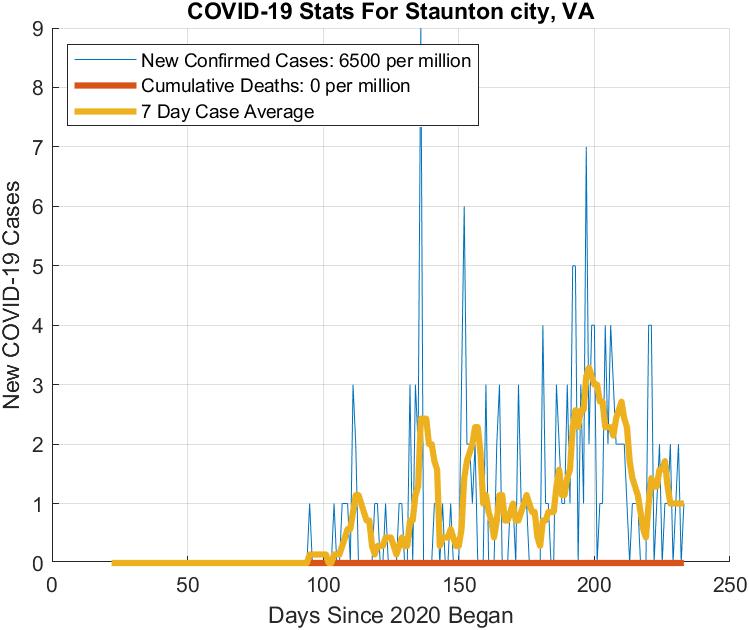 COVID-19 Stats For Staunton city, VA
New Confirmed Cases: 6500 per million
Cumulative Deaths: 0 per million
7 Day Case Average
New COVID-19 Cases
9
8
7
6
5
4
3
2
1
0
0 50 100 150 200 250
Days Since 2020 Began